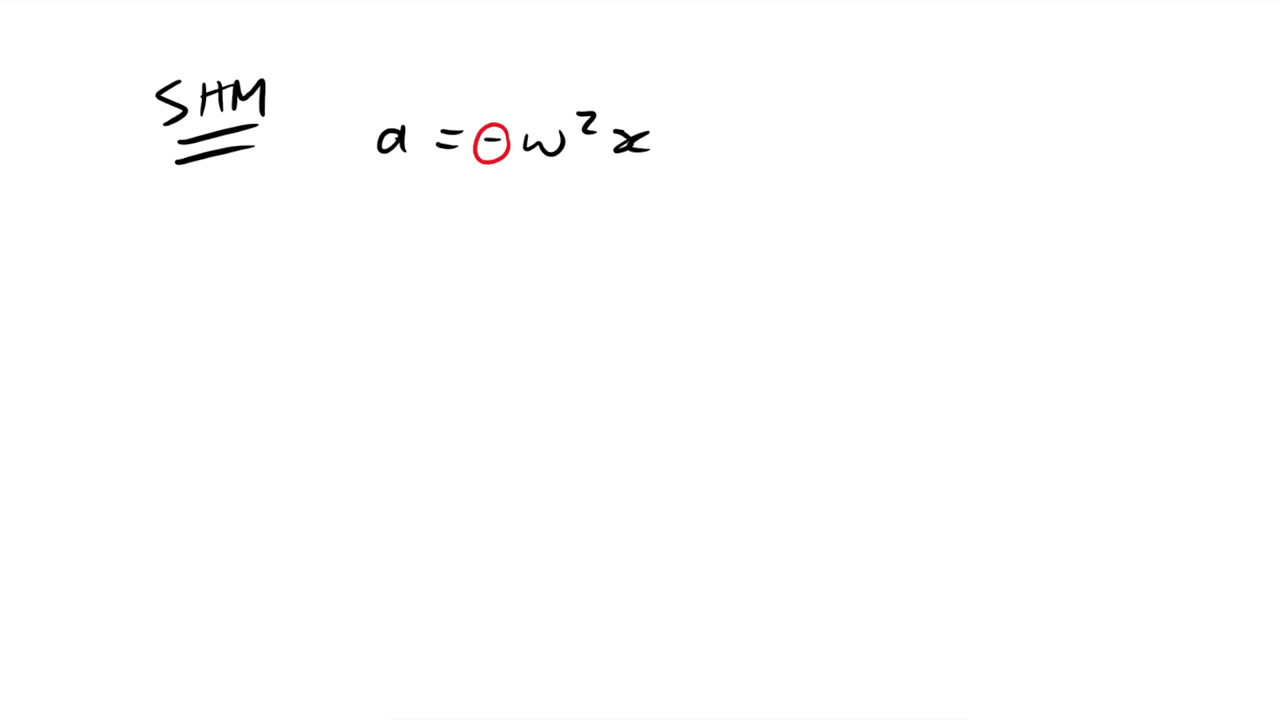 SHM
a = -ω²x